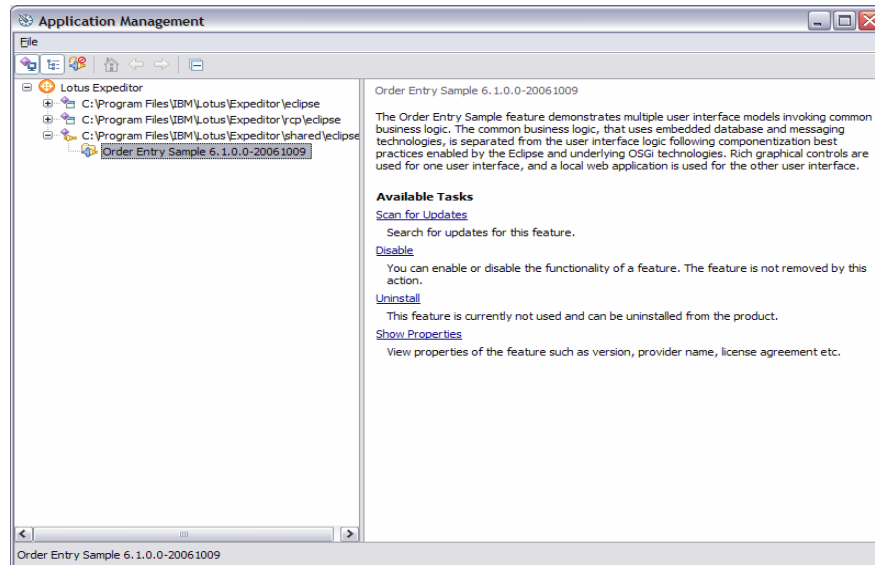 Application Management
File
Lotus Expeditor
C:\Program Files\IBM\Lotus\Expeditor\eclipse
C:\Program Files\IBM\Lotus\Expeditor\rcp\eclipse
C:\Program Files\IBM\Lotus\Expeditor\shared\eclipse
Order Entry Sample 6.1.0.0-20061009
Order Entry Sample 6.1.0.0-20061009
The Order Entry Sample feature demonstrates multiple user interface models invoking common
business logic. The common business logic, that uses embedded database and messaging
technologies, is separated from the user interface logic following componentization best
practices enabled by the Eclipse and underlying OSGi technologies. Rich graphical controls are
used for one user interface, and a local web application is used for the other user interface.
Available Tasks
Scan for Updates
Search for updates for this feature.
Disable
You can enable or disable the functionality of a feature. The feature is not removed by this
action.
Uninstall
This feature is currently not used and can be uninstalled from the product.
Show Properties
View properties of the feature such as version, provider name, license agreement etc.
Order Entry Sample 6.1.0.0-20061009